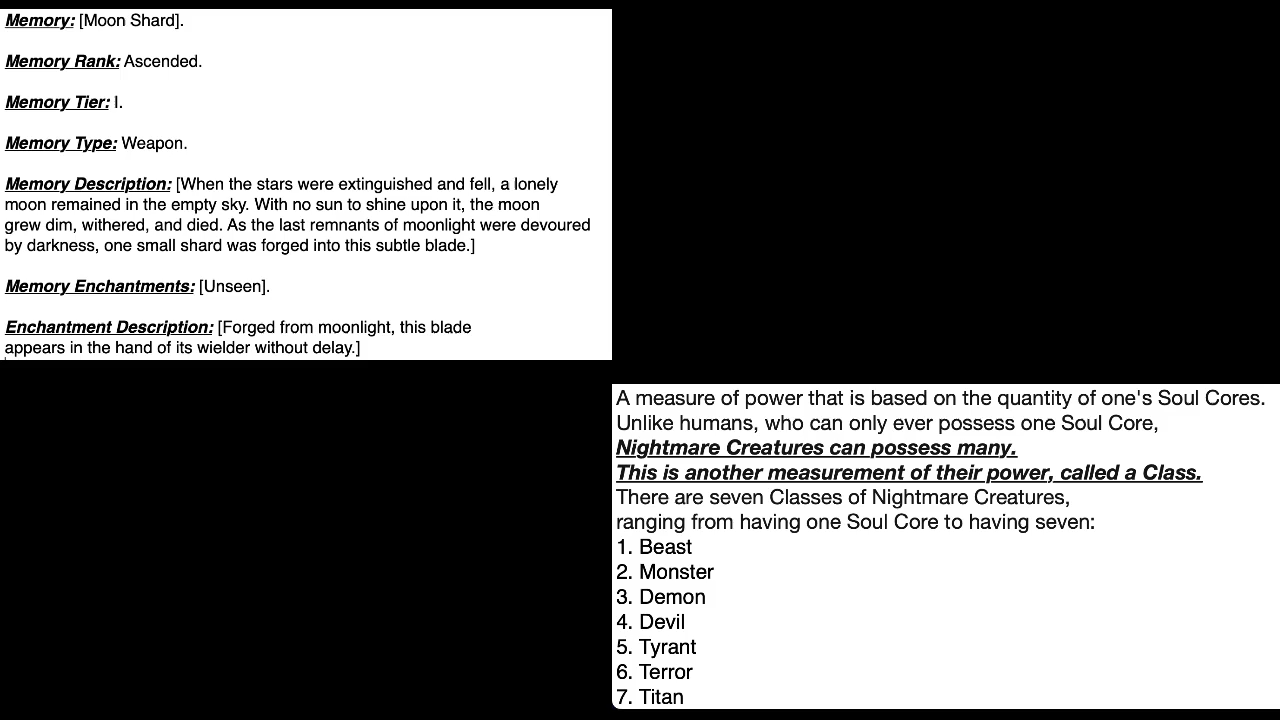 Memory: [Moon Shard].
Memory Rank: Ascended.
Memory Tier: I.
Memory Type: Weapon.
Memory Description: [When the stars were extinguished and fell, a lonely
moon remained in the empty sky. With no sun to shine upon it, the moon
grew dim, withered, and died. As the last remnants of moonlight were devoured
by darkness, one small shard was forged into this subtle blade.]
Memory Enchantments: [Unseen].
Enchantment Description: [Forged from moonlight, this blade
appears in the hand of its wielder without delay.]
A measure of power that is based on the quantity of one's Soul Cores.
Unlike humans, who can only ever possess one Soul Core,
Nightmare Creatures can possess many.
This is another measurement of their power, called a Class.
There are seven Classes of Nightmare Creatures,
ranging from having one Soul Core to having seven:
1. Beast
2. Monster
3. Demon
4. Devil
5. Tyrant
6. Terror
7. Titan